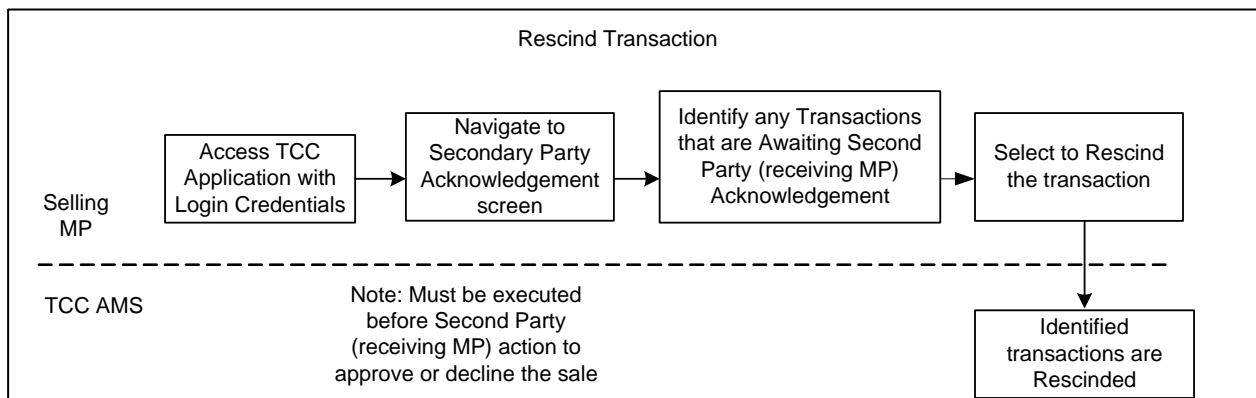 Rescind Transaction
Access TCC
Application with
Login Credentials
Navigate to
Secondary Party
Acknowledgement
screen
Identify any Transactions
that are Awaiting Second
Party (receiving MP)
Acknowledgement
Select to Rescind
the transaction
Selling
MP
TCC AMS
Note: Must be executed
before Second Party
(receiving MP) action to
approve or decline the sale
Identified
transactions are
Rescinded